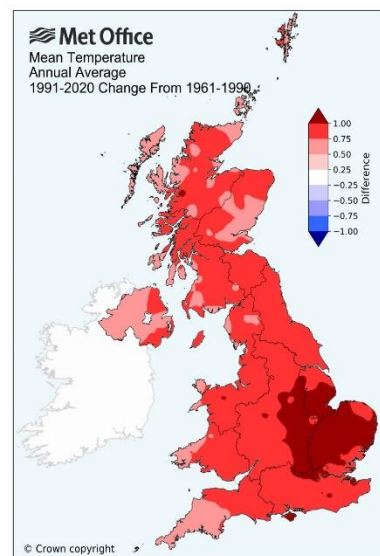 Met Office
Mean Temperature
Annual Average
1991-2020 Change From 1961-1990
1.00
0.75
0.50
0.25
−0.25
−0.50
−0.75
−1.00
Difference
© Crown copyright